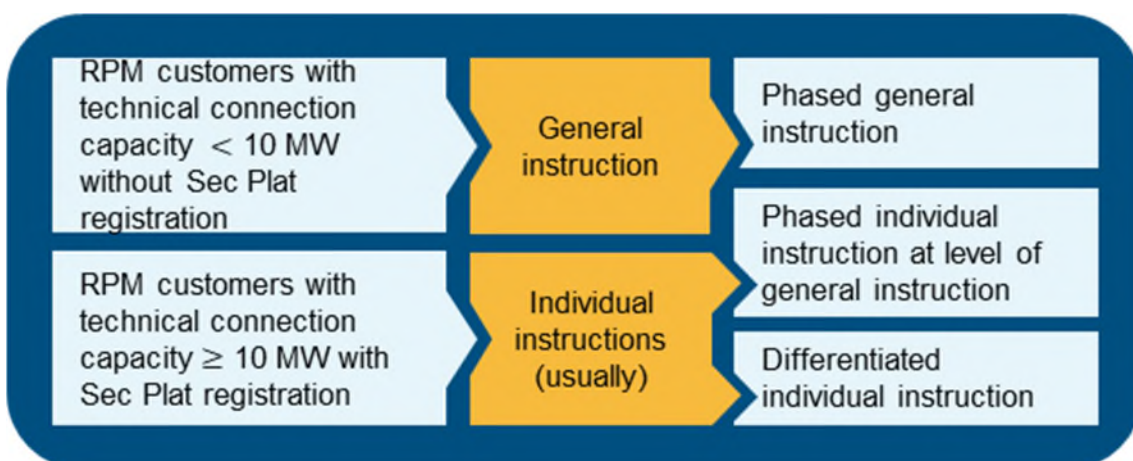 RPM customers with
technical connection
capacity < 10 MW
without Sec Plat
registration
General
instruction
Phased general
instruction
RPM customers with
technical connection
capacity ≥ 10 MW with
Sec Plat registration
Individual
instructions
(usually)
Phased individual
instruction at level of
general instruction
Differentiated
individual instruction